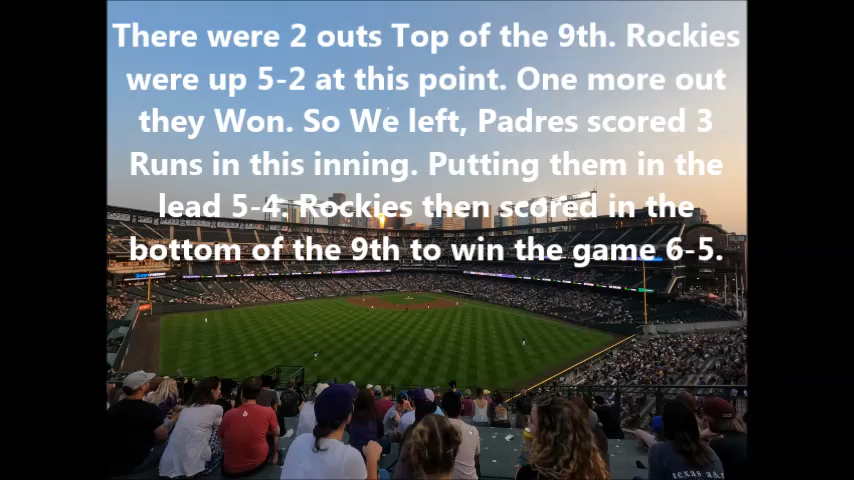 There were 2 outs Top of the 9th. Rockies
were up 5-2 at this point. One more out
they Won. So We left, Padres scored 3
Runs in this inning. Putting them in the
lead 5-4. Rockies then scored in the
bottom of the 9th to win the game 6-5.
texas a&